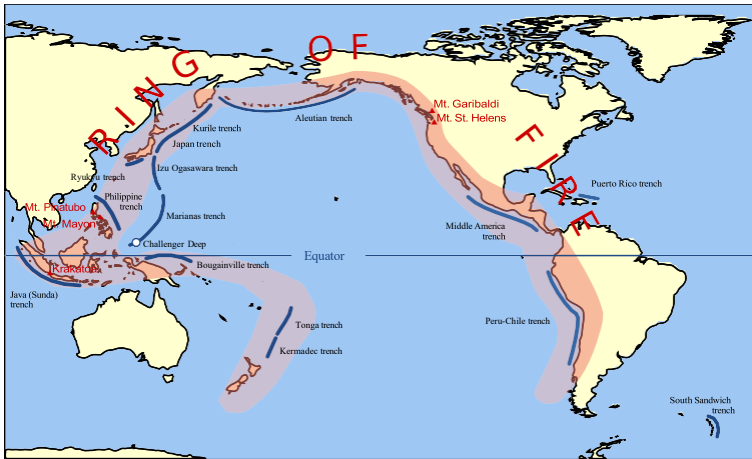 RING OF FIRE
Mt. Garibaldi
Mt. St. Helens
Aleutian trench
Kurile trench
Japan trench
Izu Ogasawara trench
Ryukyu trench
Philippine
trench
Puerto Rico trench
Mt. Pinatubo
Mt. Mayon
Marianas trench
Middle America
trench
Challenger Deep
Equator
Bougainville trench
Krakatoa
Java (Sunda)
trench
Tonga trench
Kermadec trench
Peru-Chile trench
South Sandwich
trench